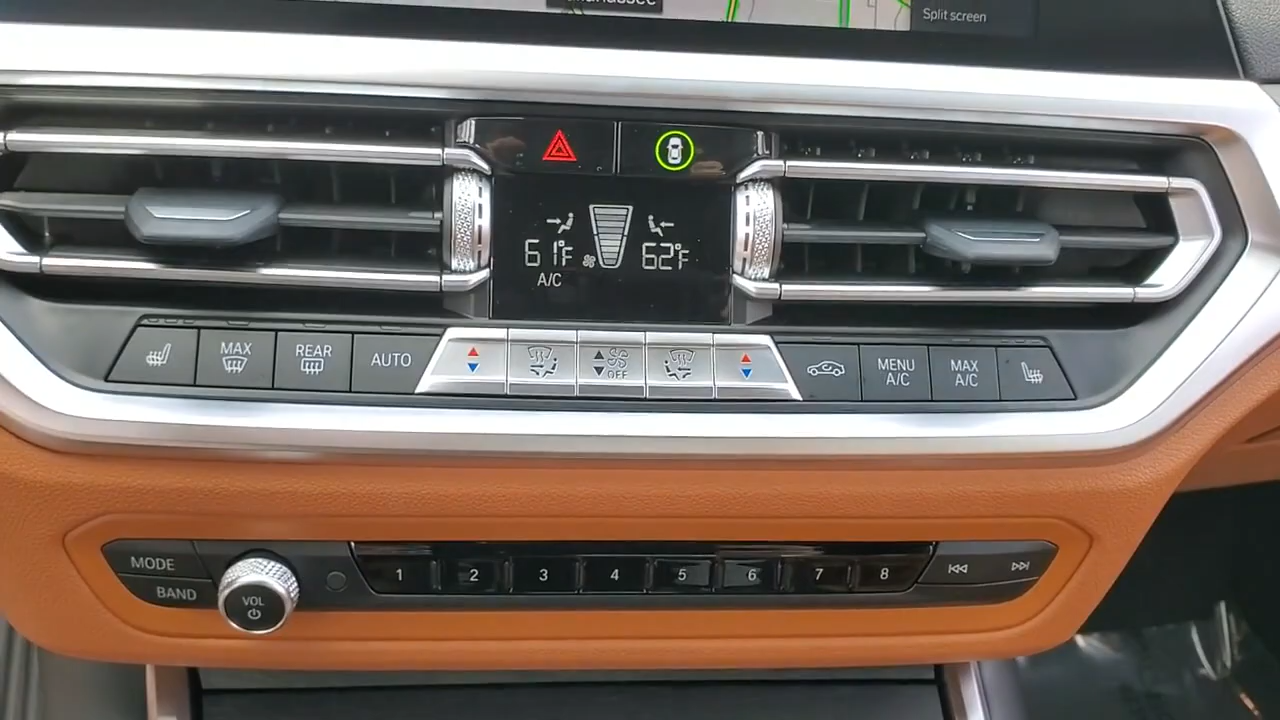 Split screen
61°F
62°F
A/C
MAX
REAR
AUTO
OFF
MENU
A/C
MAX
A/C
MODE
BAND
VOL
1
2
3
4
5
6
7
8